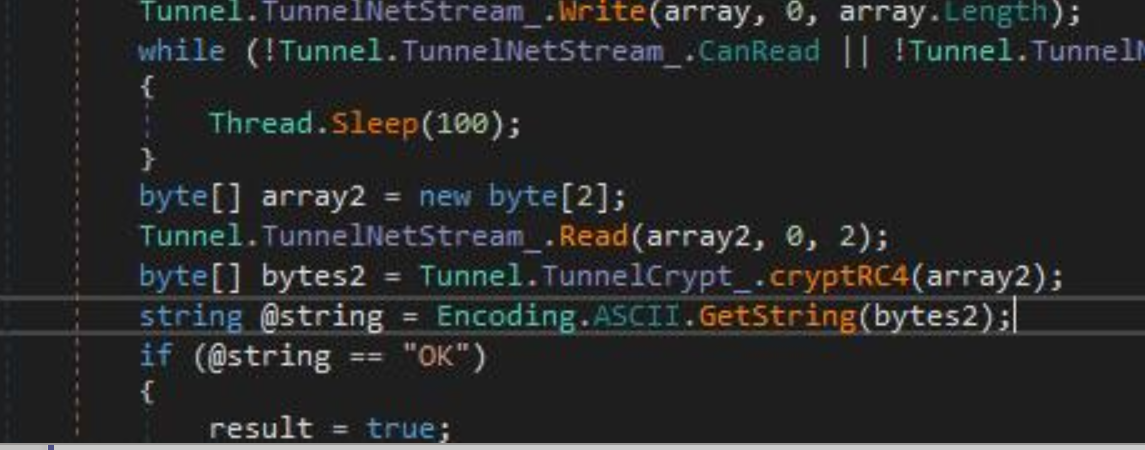 Tunnel.TunnelNetStream_.Write(array, 0, array.Length);
while (!Tunnel.TunnelNetStream_.CanRead || !Tunnel.TunnelN
{
Thread.Sleep(100);
}
byte[] array2 = new byte[2];
Tunnel.TunnelNetStream_.Read(array2, 0, 2);
byte[] bytes2 = Tunnel.TunnelCrypt_.cryptRC4(array2);
string @string = Encoding.ASCII.GetString(bytes2);
if (@string == "OK")
{
result = true;